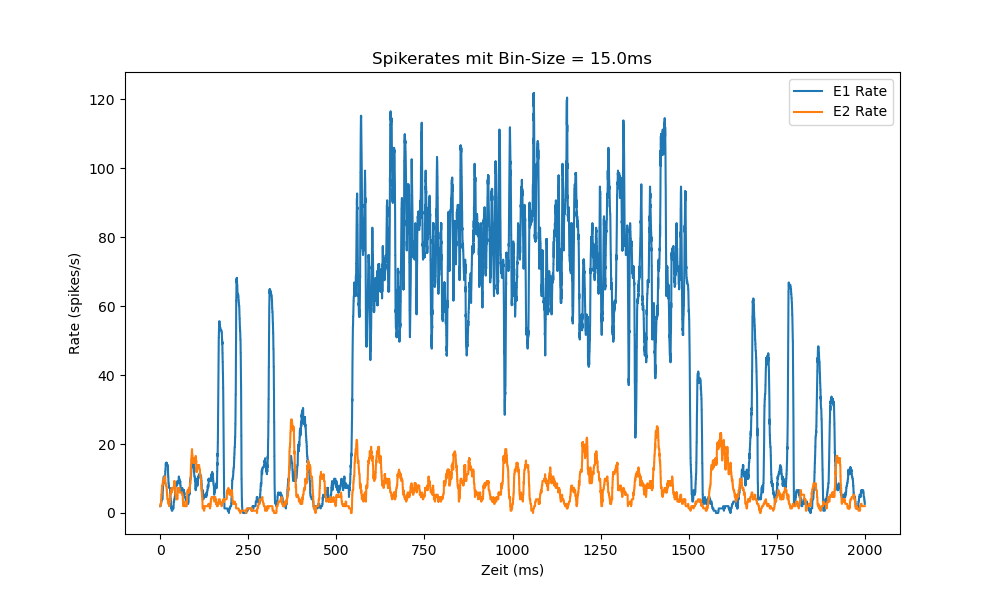 Spikerates mit Bin-Size = 15.0ms
E1 Rate
E2 Rate
120
100
80
60
40
20
0
Rate (spikes/s)
0 250 500 750 1000 1250 1500 1750 2000
Zeit (ms)